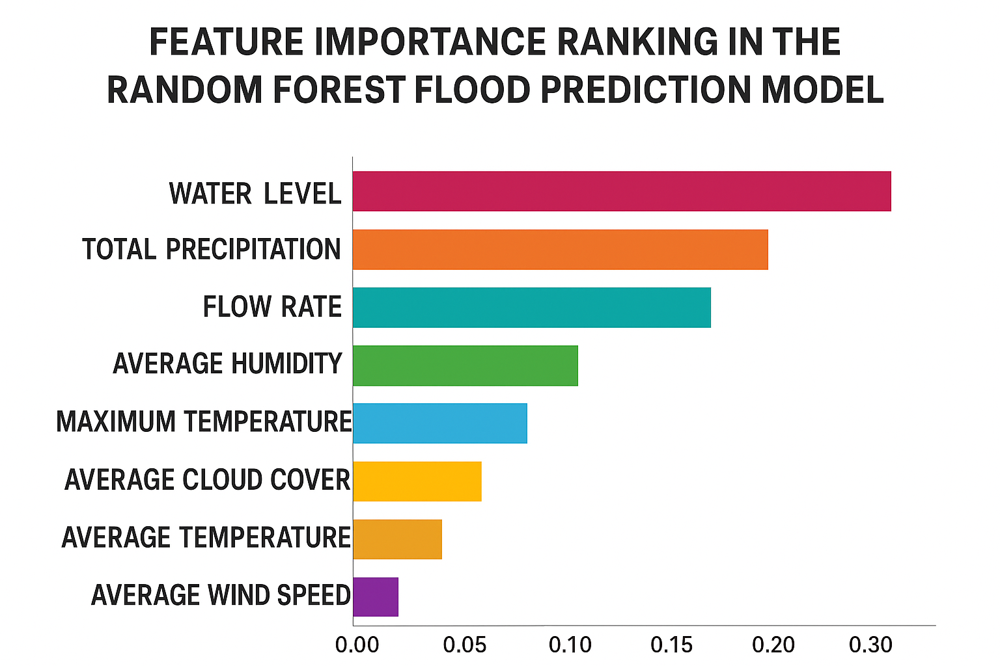 FEATURE IMPORTANCE RANKING IN THE
RANDOM FOREST FLOOD PREDICTION MODEL
WATER LEVEL
TOTAL PRECIPITATION
FLOW RATE
AVERAGE HUMIDITY
MAXIMUM TEMPERATURE
AVERAGE CLOUD COVER
AVERAGE TEMPERATURE
AVERAGE WIND SPEED
0.00 0.05 0.10 0.15 0.20 0.30